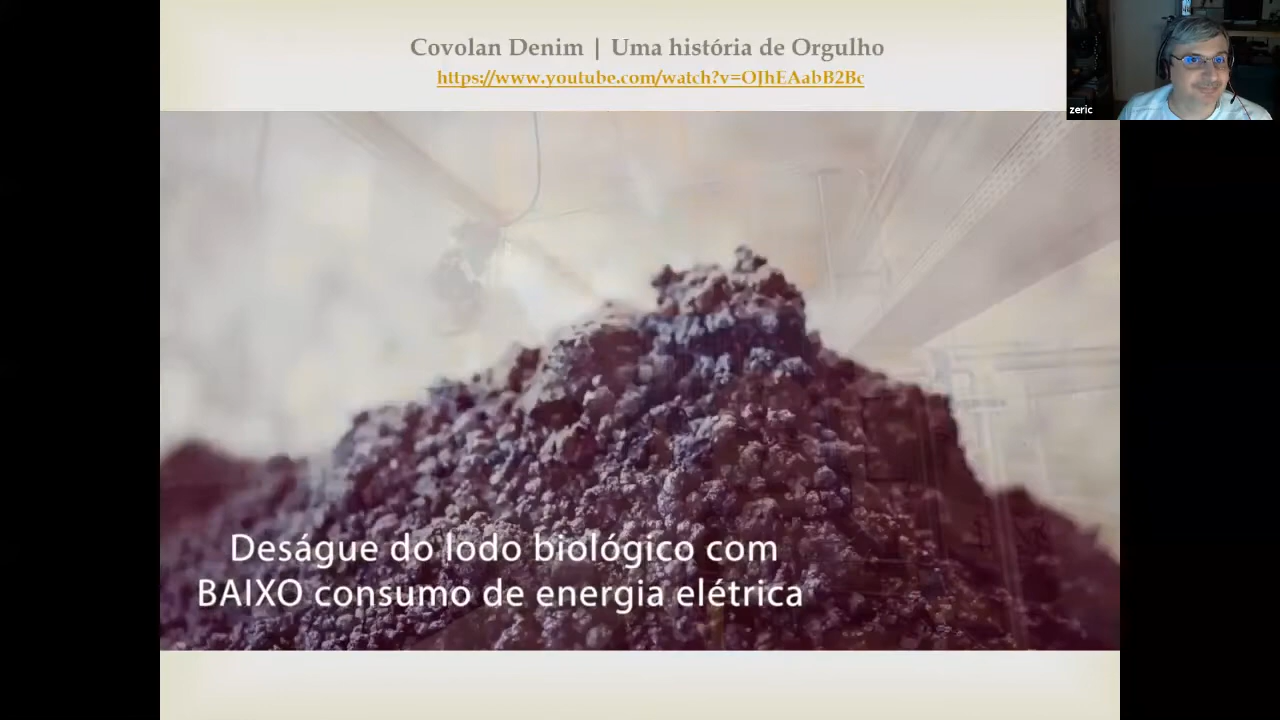 Covolan Denim | Uma história de Orgulho
https://www.youtube.com/watch?v=OJhEAabB2Bc
zeric
Deságue do lodo biológico com
BAIXO consumo de energia elétrica